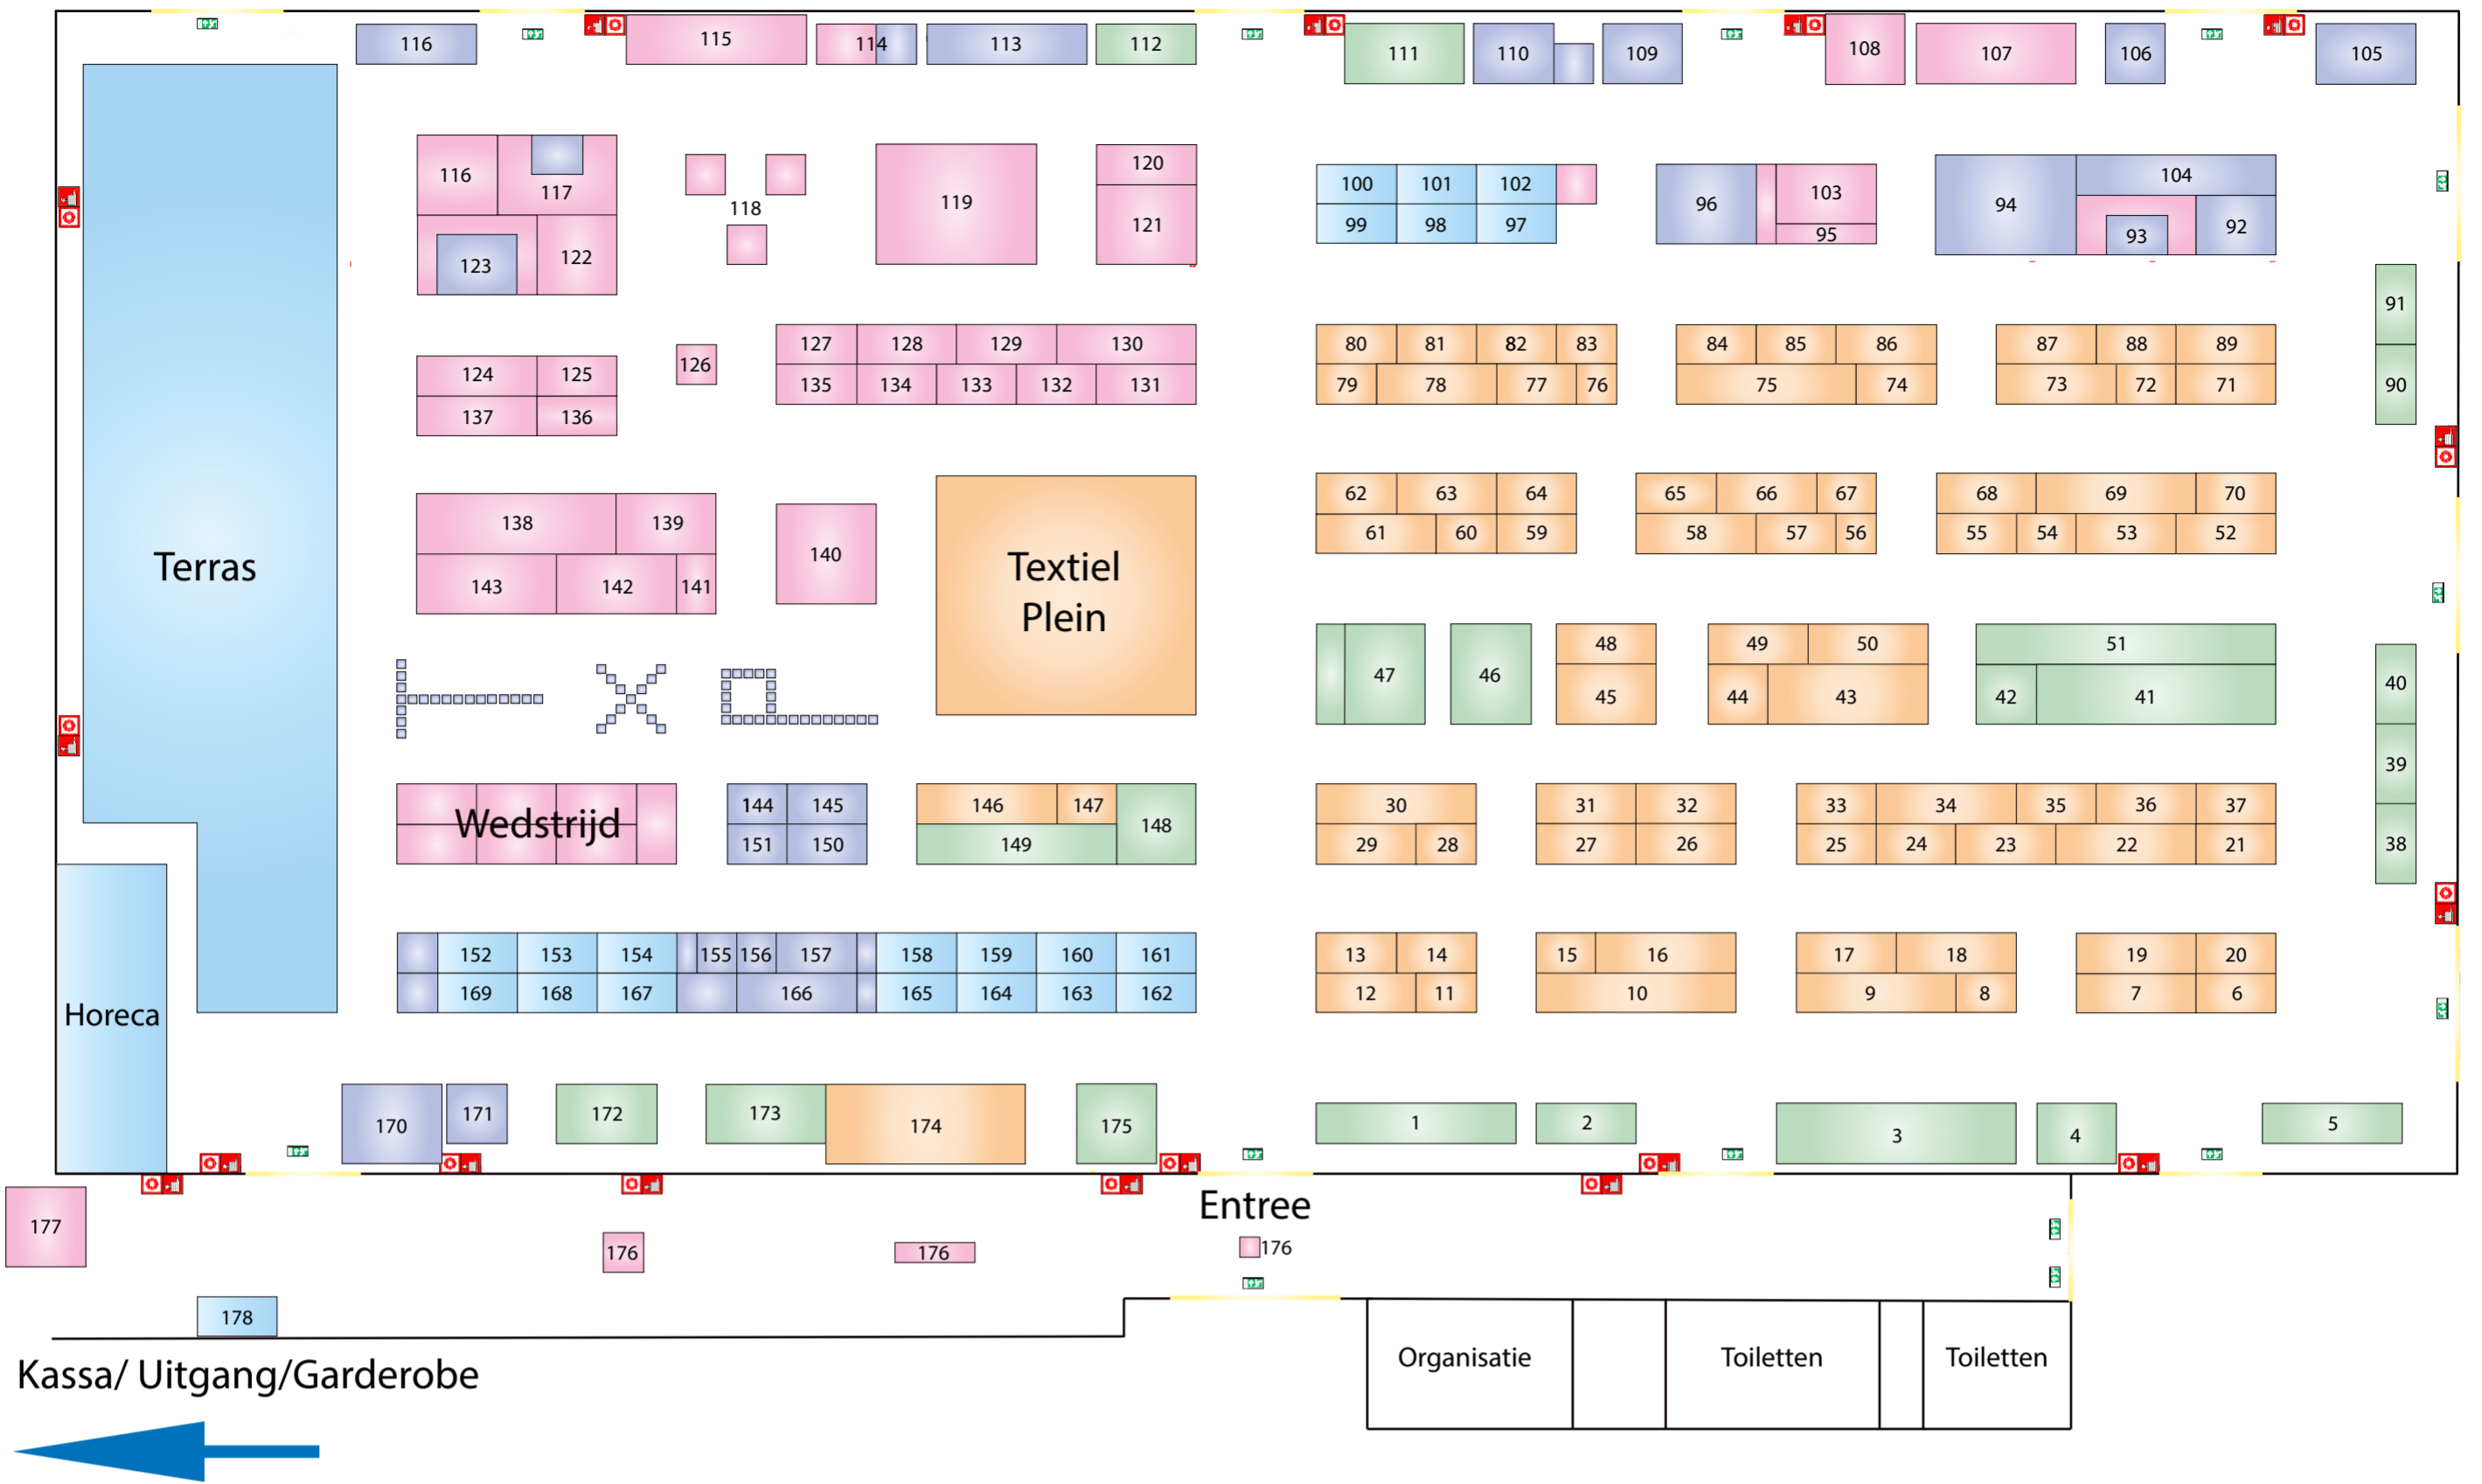 116 115 114 113 112 111 110 109 108 107 106 105
116 117 118 119 120 121 100 101 102 96 103 94 104
123 122 99 98 97 95 93 92
91
127 128 129 130 80 81 82 83 84 85 86 87 88 89
124 125 126 135 134 133 132 131 79 78 77 76 75 74 73 72 71 90
137 136
138 139 62 63 64 65 66 67 68 69 70
140 61 60 59 58 57 56 55 54 53 52
Terras
Textiel
Plein
143 142 141
48 49 50 51
47 46 45 44 43 42 41 40
39
144 145 146 147 30 31 32 33 34 35 36 37
Wedstrijd
148
151 150 149 29 28 27 26 25 24 23 22 21 38
152 153 154 155 156 157 158 159 160 161 13 14 15 16 17 18 19 20
169 168 167 166 165 164 163 162 12 11 10 9 8 7 6
Horeca
170 171 172 173 174 175 1 2 3 4 5
Entree
177 176 176 176
178
Organisatie Toiletten Toiletten
Kassa/ Uitgang/Garderobe